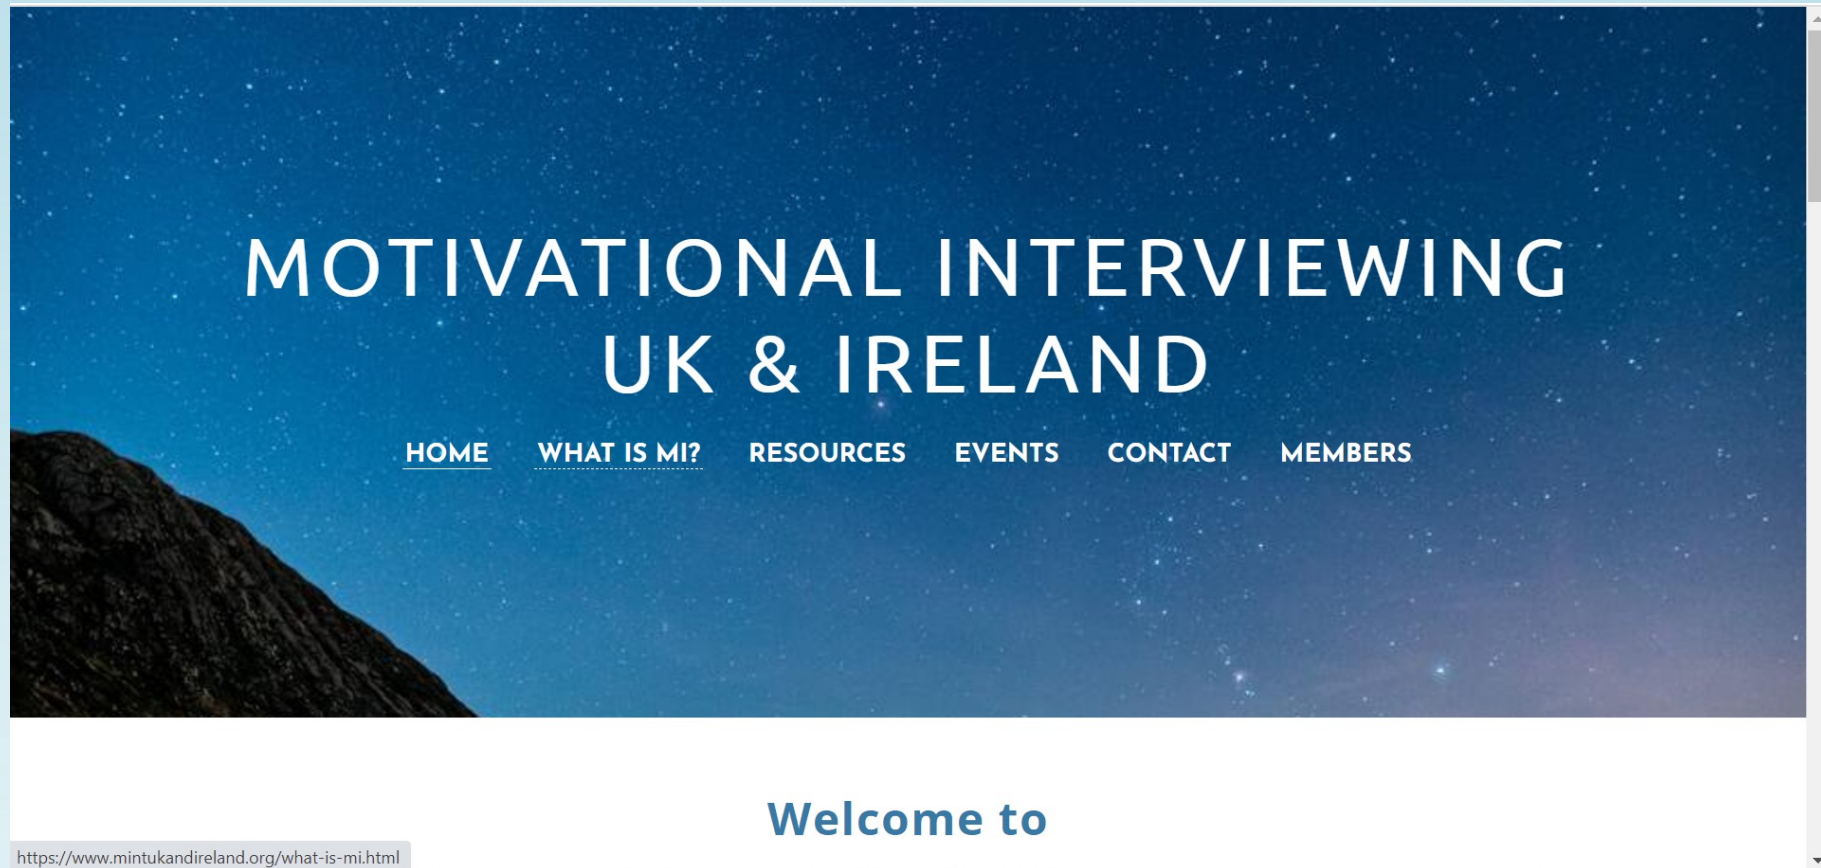 MOTIVATIONAL INTERVIEWING
UK & IRELAND
HOME WHAT IS MI? RESOURCES EVENTS CONTACT MEMBERS
Welcome to
https://www.mintukandireland.org/what-is-mi.html